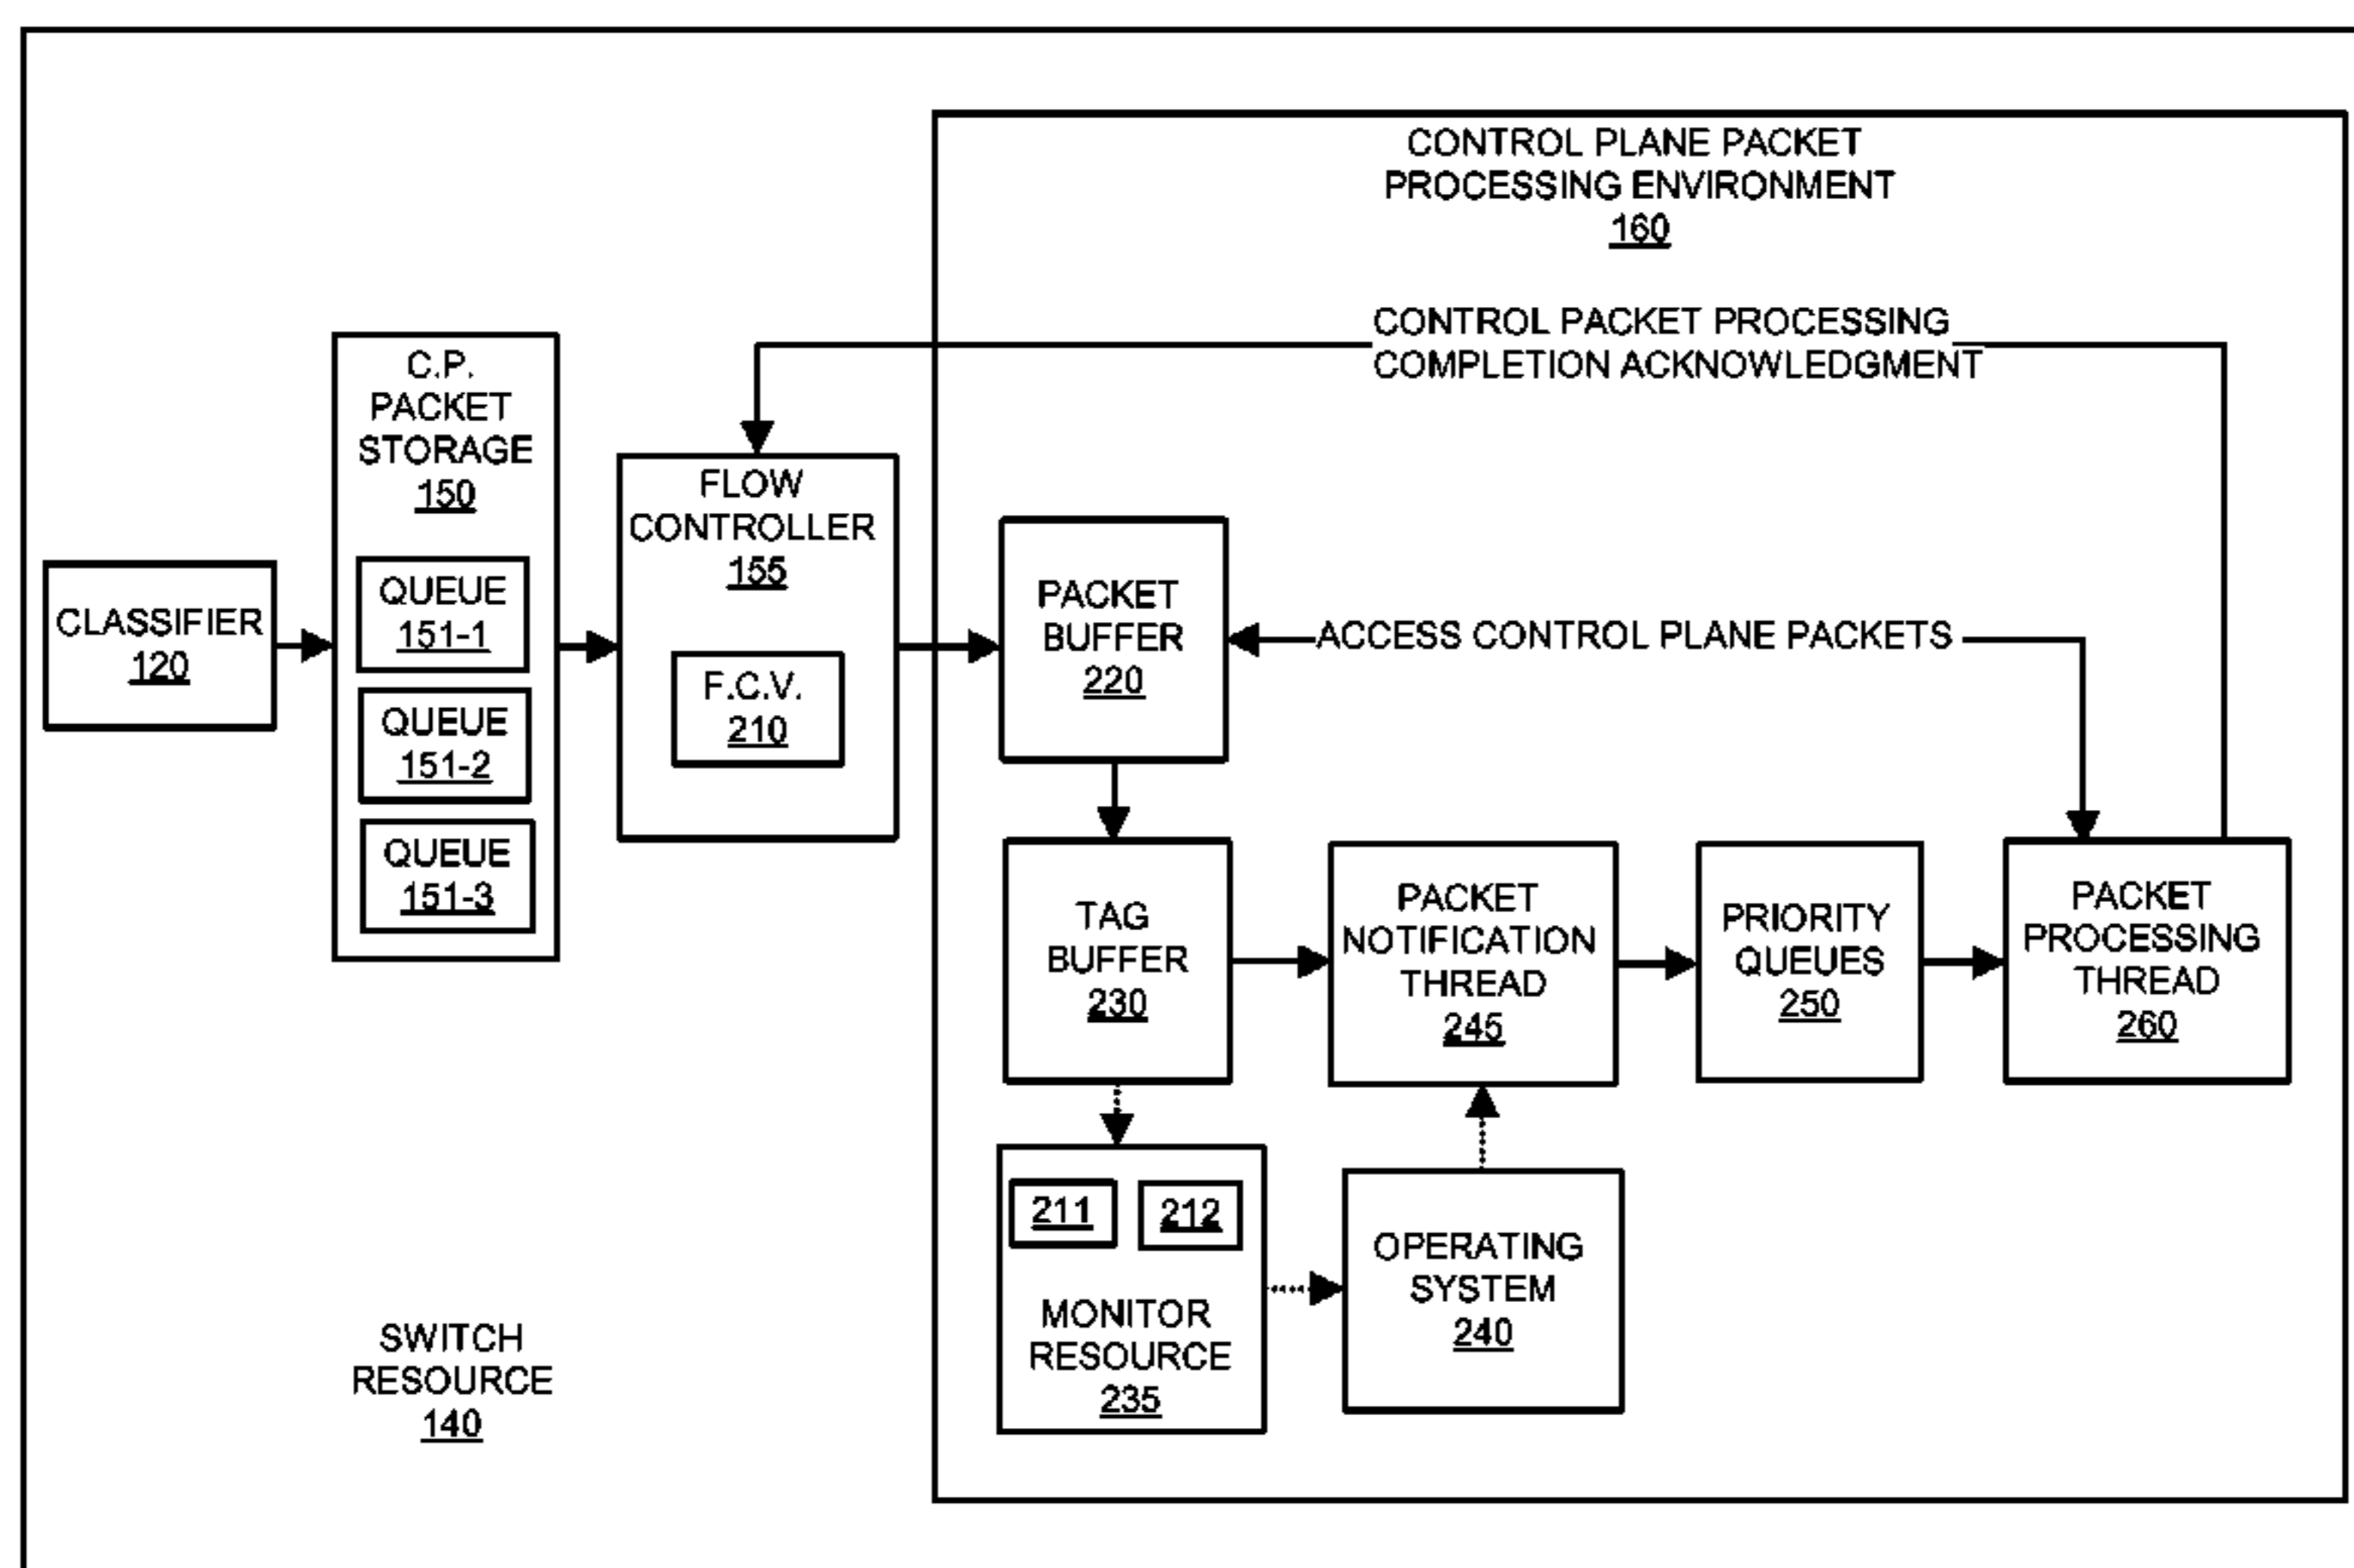 CONTROL PLANE PACKET
PROCESSING ENVIRONMENT
160
CONTROL PACKET PROCESSING
COMPLETION ACKNOWLEDGMENT
C.P.
PACKET
STORAGE
150
QUEUE
151-1
QUEUE
151-2
QUEUE
151-3
CLASSIFIER
120
FLOW
CONTROLLER
155
F.C.V.
210
PACKET
BUFFER
220
ACCESS CONTROL PLANE PACKETS
TAG
BUFFER
230
PACKET
NOTIFICATION
THREAD
245
PRIORITY
QUEUES
250
PACKET
PROCESSING
THREAD
260
211
212
MONITOR
RESOURCE
235
OPERATING
SYSTEM
240
SWITCH
RESOURCE
140